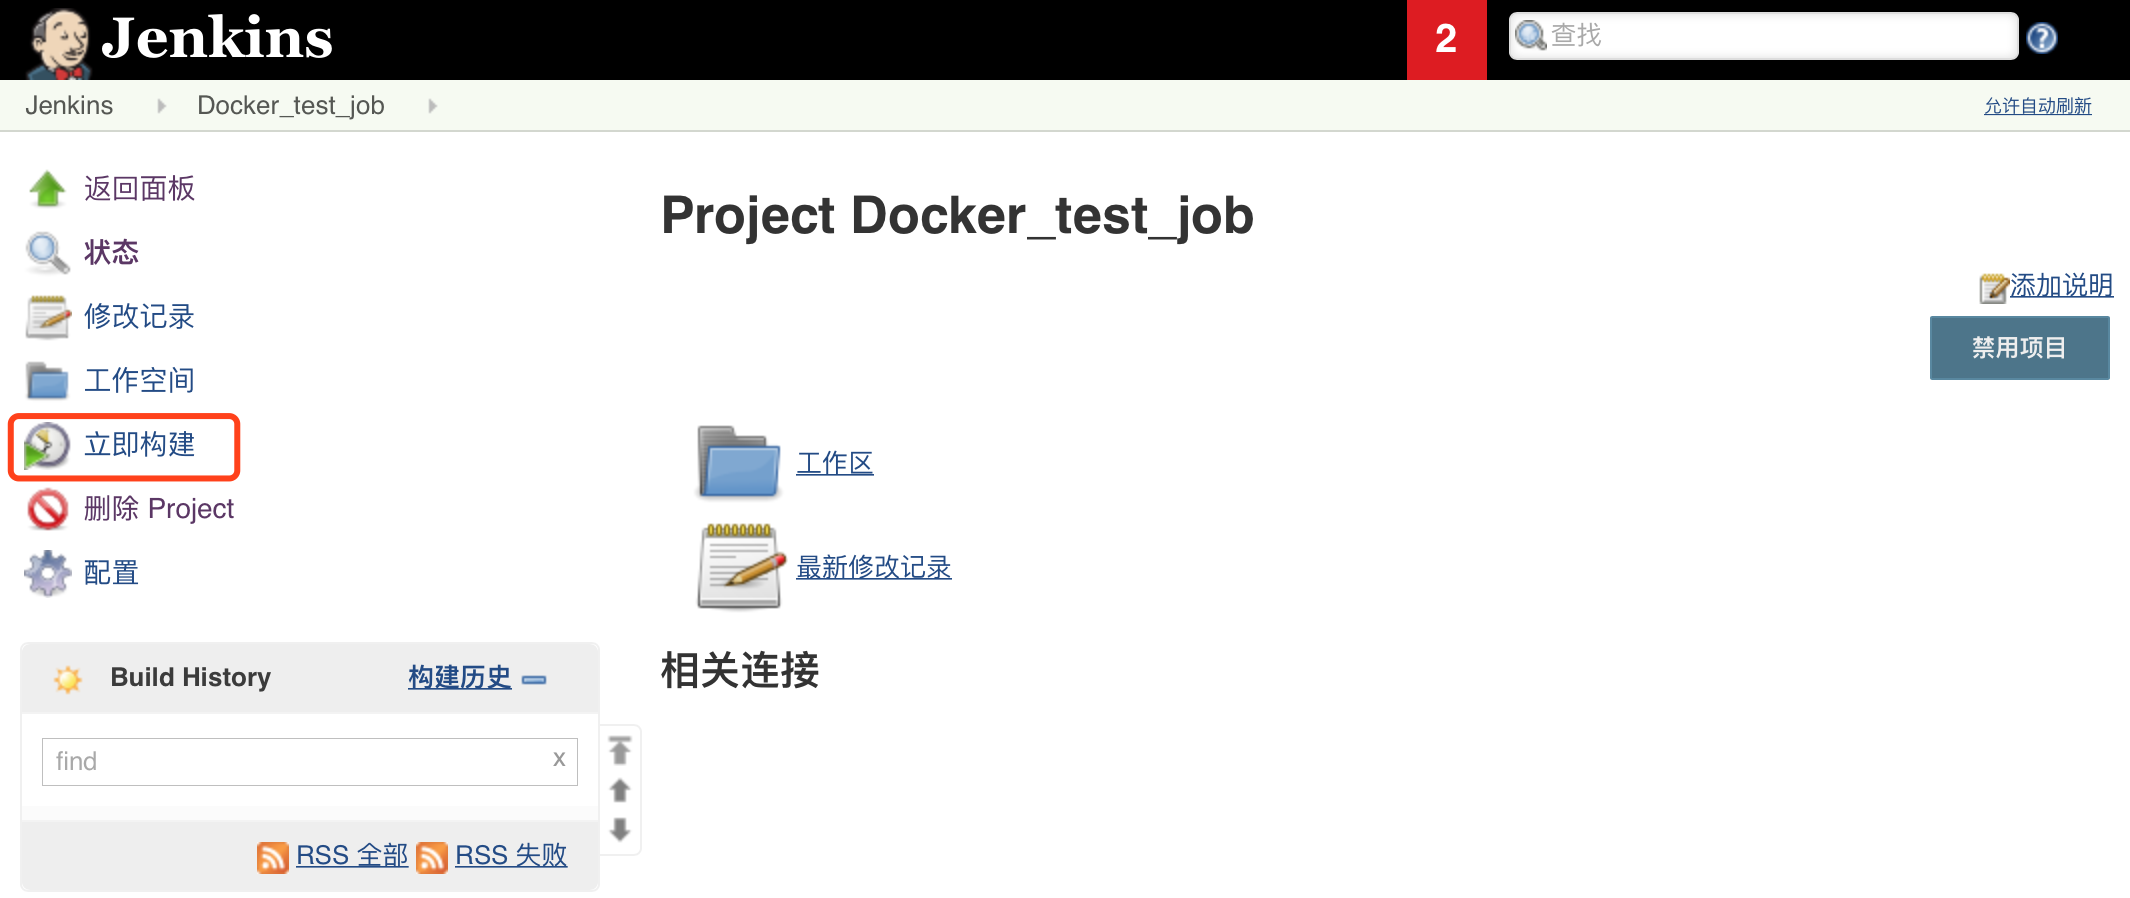 Jenkins
2
查找
?
Jenkins
Docker_test_job
允许自动刷新
返回面板
状态
修改记录
工作空间
立即构建
删除 Project
配置
Project Docker_test_job
添加说明
禁用项目
工作区
最新修改记录
相关连接
Build History
构建历史
find
x
RSS 全部
RSS 失败